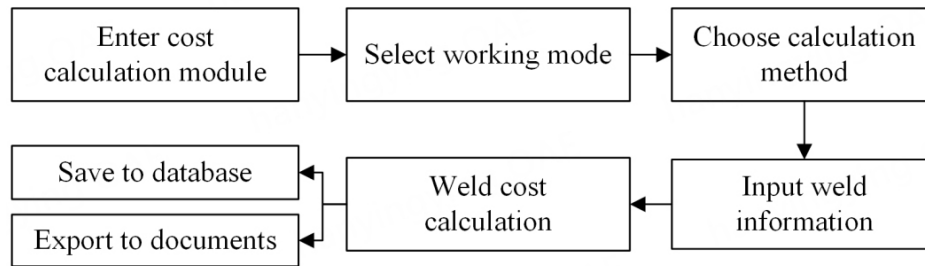 Enter cost
calculation module
Select working mode
Choose calculation
method
Save to database
Export to documents
Weld cost
calculation
Input weld
information